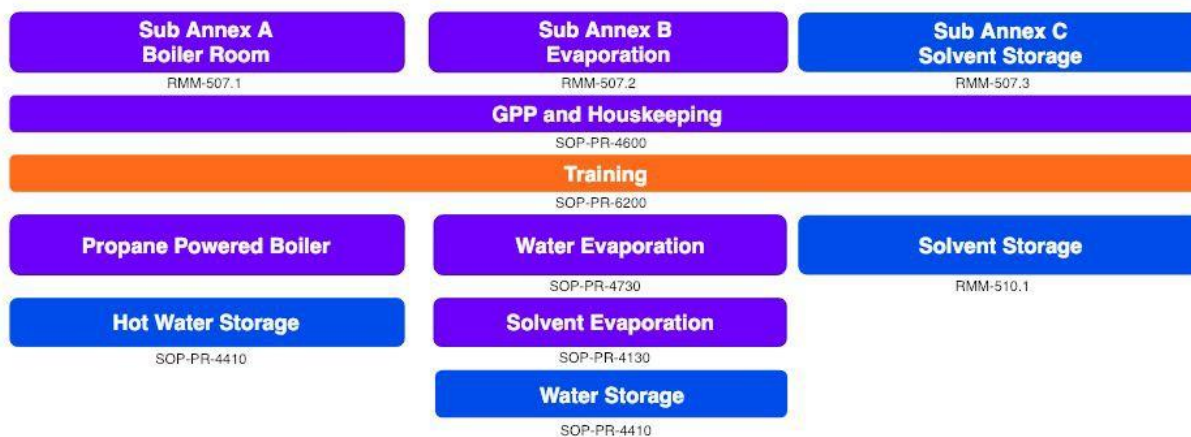 Sub Annex A
Boiler Room
Sub Annex B
Evaporation
Sub Annex C
Solvent Storage
RMM-507.1
RMM-507.2
RMM-507.3
GPP and Houskeeping
SOP-PR-4600
Training
SOP-PR-6200
Propane Powered Boiler
Water Evaporation
Solvent Storage
SOP-PR-4730
RMM-510.1
Hot Water Storage
Solvent Evaporation
SOP-PR-4410
SOP-PR-4130
Water Storage
SOP-PR-4410